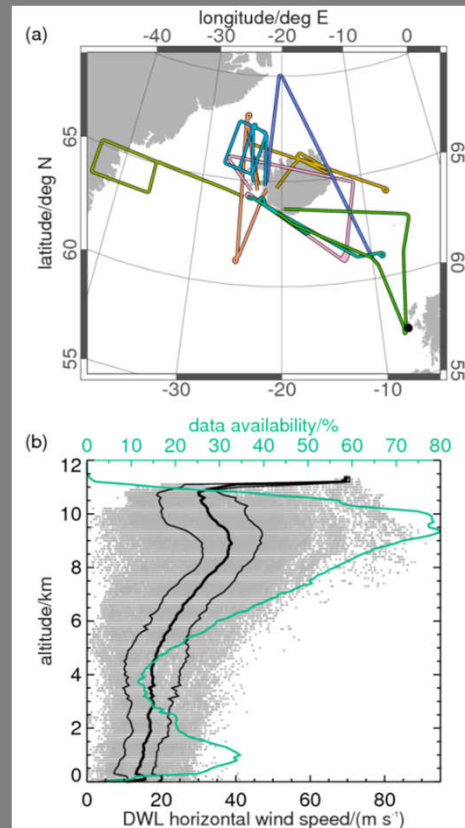 longitude/deg E
(a)
-40 -30 -20 -10 0
65 65
60 60
55 55
latitude/deg N
-30 -20 -10
data availability/%
(b)
0 10 20 30 40 50 60 70 80
12
10
8
6
4
2
0
altitude/km
0 20 40 60 80
DWL horizontal wind speed/(m s⁻¹)